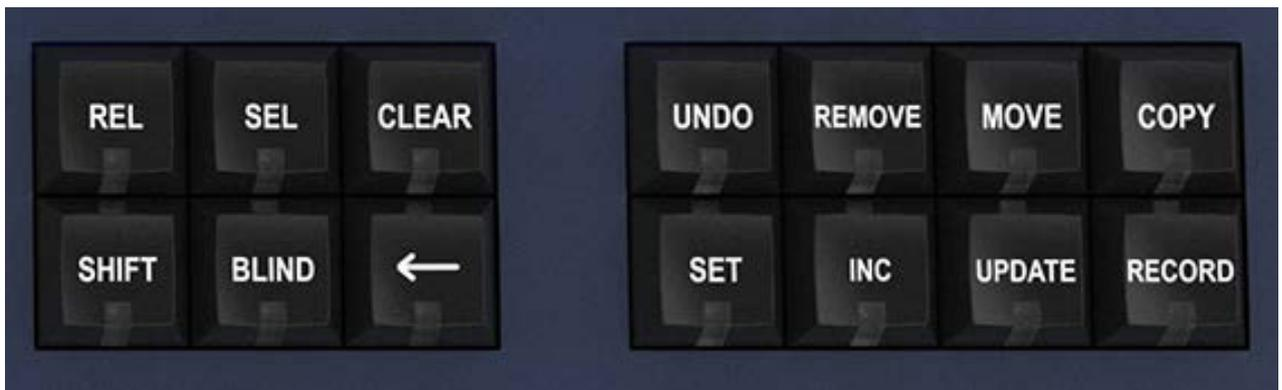 REL SEL CLEAR
SHIFT BLIND ←
UNDO REMOVE MOVE COPY
SET INC UPDATE RECORD